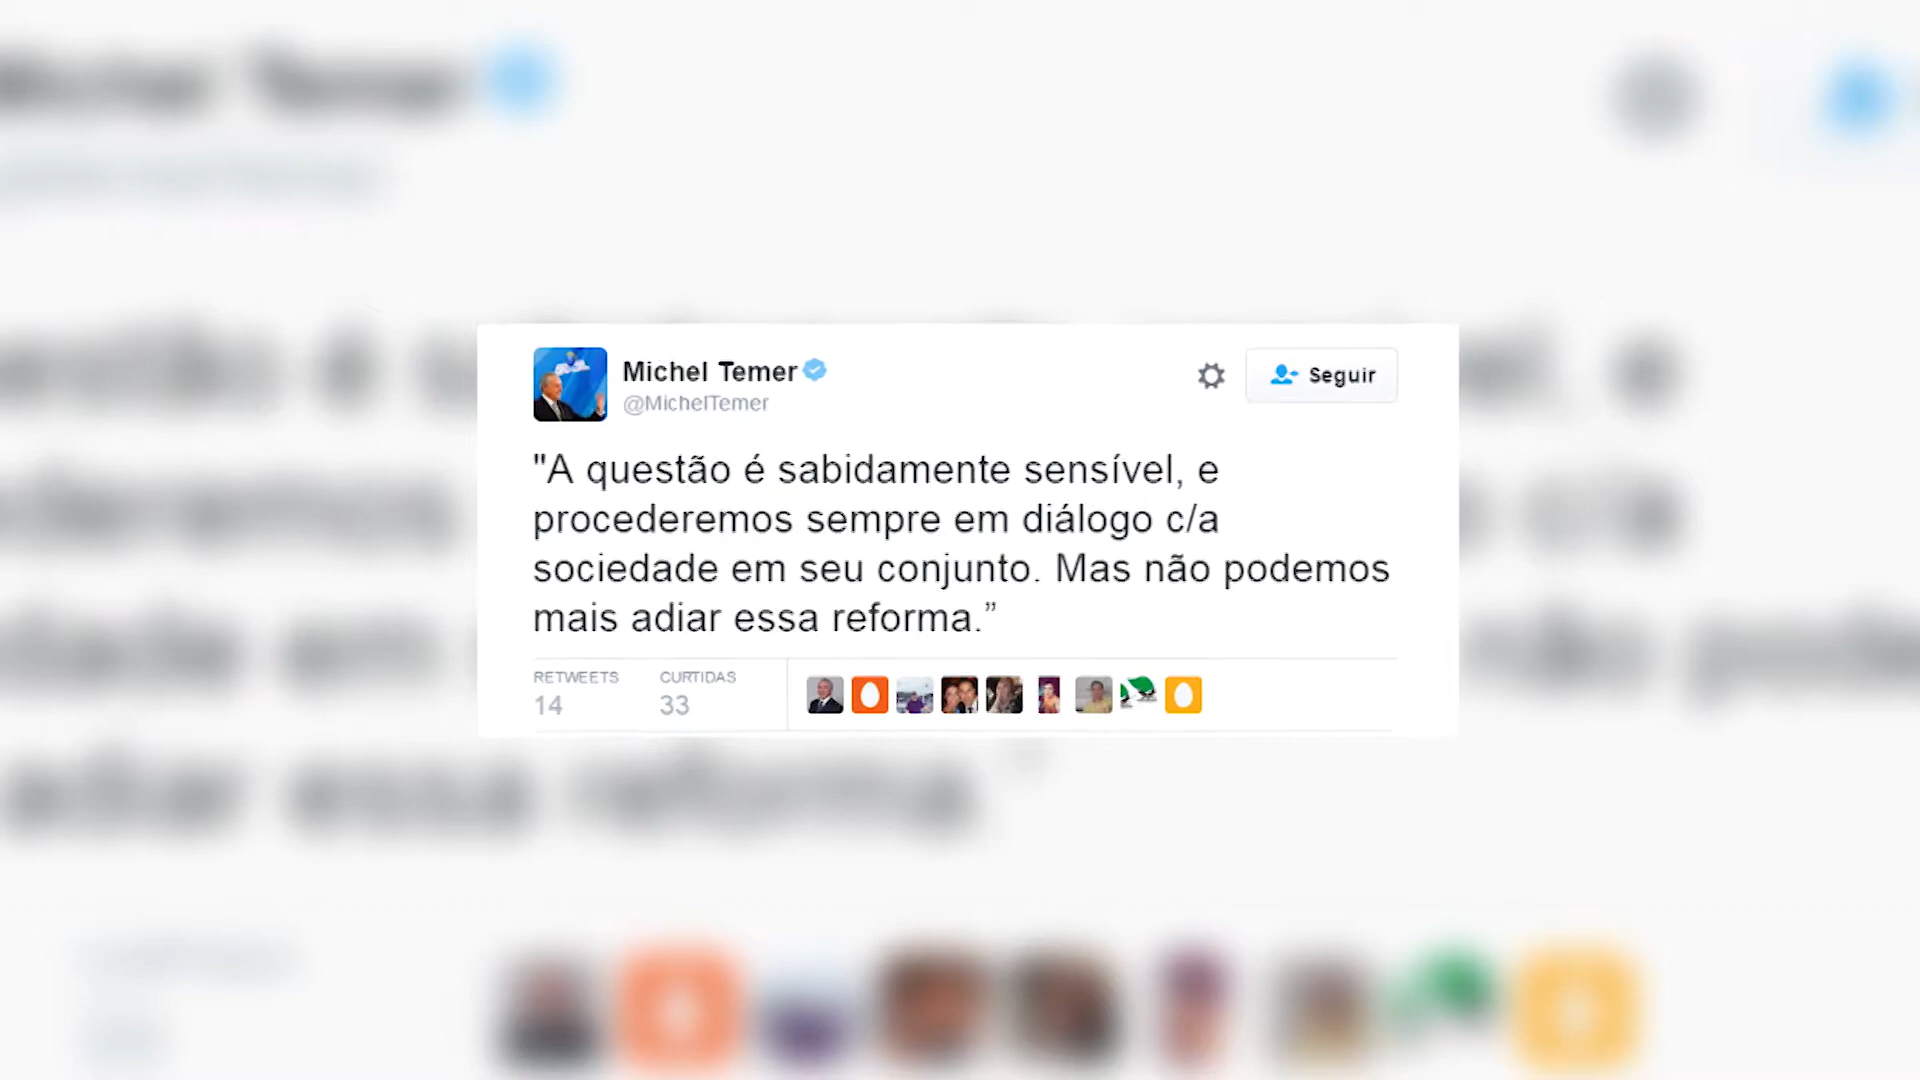 Michel Temer
@MichelTemer
Seguir
"A questão é sabidamente sensível, e
procederemos sempre em diálogo c/a
sociedade em seu conjunto. Mas não podemos
mais adiar essa reforma.”
RETWEETS
14
CURTIDAS
33